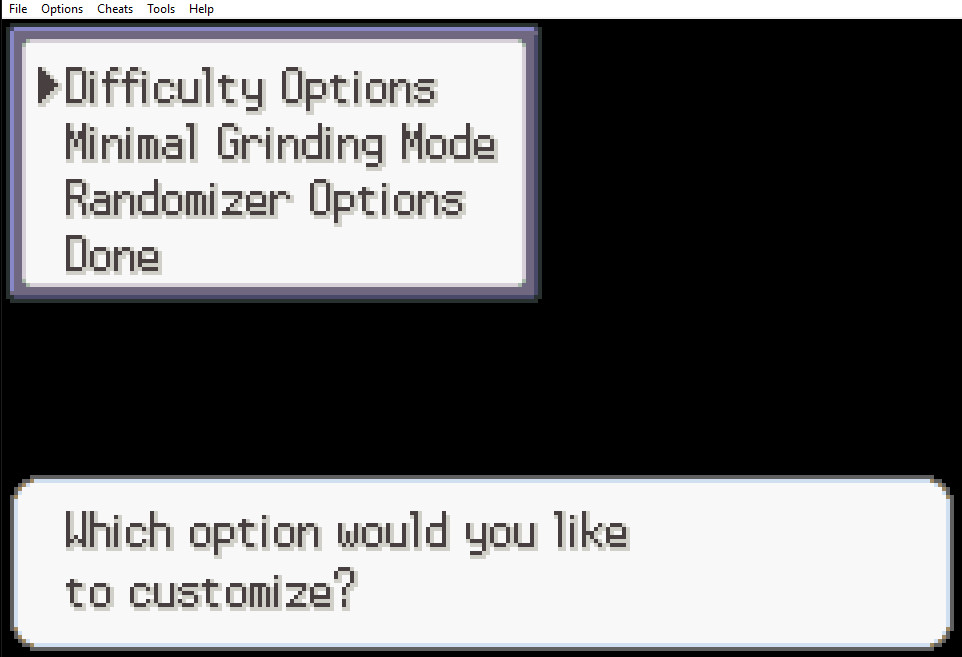 File Options Cheats Tools Help
Difficulty Options
Minimal Grinding Mode
Randomizer Options
Done
Which option would you like
to customize?